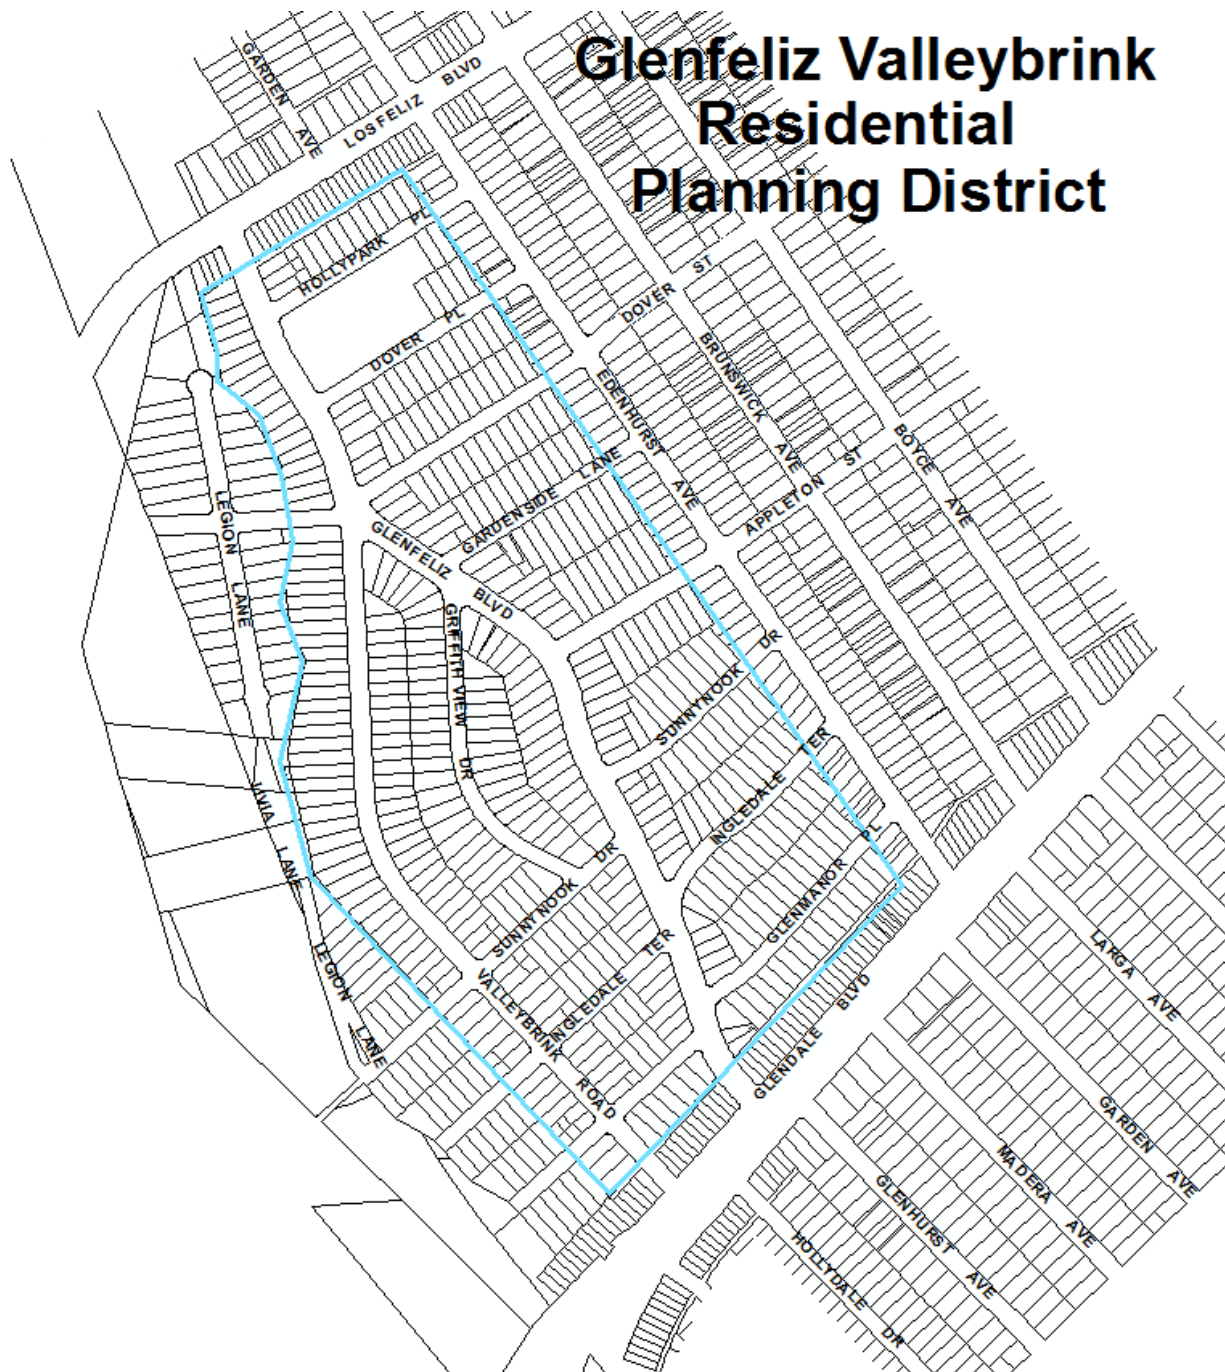 Glenfeliz Valleybrink
Residential
Planning District
GARDEN AVE
LOSFELIZ BLVD
HOLLYPARK PL
DOVER PL
DOVER ST
EDENHURST AVE
BRUNSWICK AVE
BOYCE AVE
APPLETON ST
GARDENSIDE LANE
GLENFELIZ BLVD
LEGION LANE
GRIFFITH VIEW DR
SUNNYNOOK DR
INGLEDALE TER
GLENMANOR PL
SUNNYNOOK DR
INGLEDALE TER
VALLEYBRINK ROAD
LIVIA LANE
LEGION LANE
GLENDALE BLVD
LARGA AVE
GARDEN AVE
MADERA AVE
GLENHURST AVE
HOLLYDALE DR